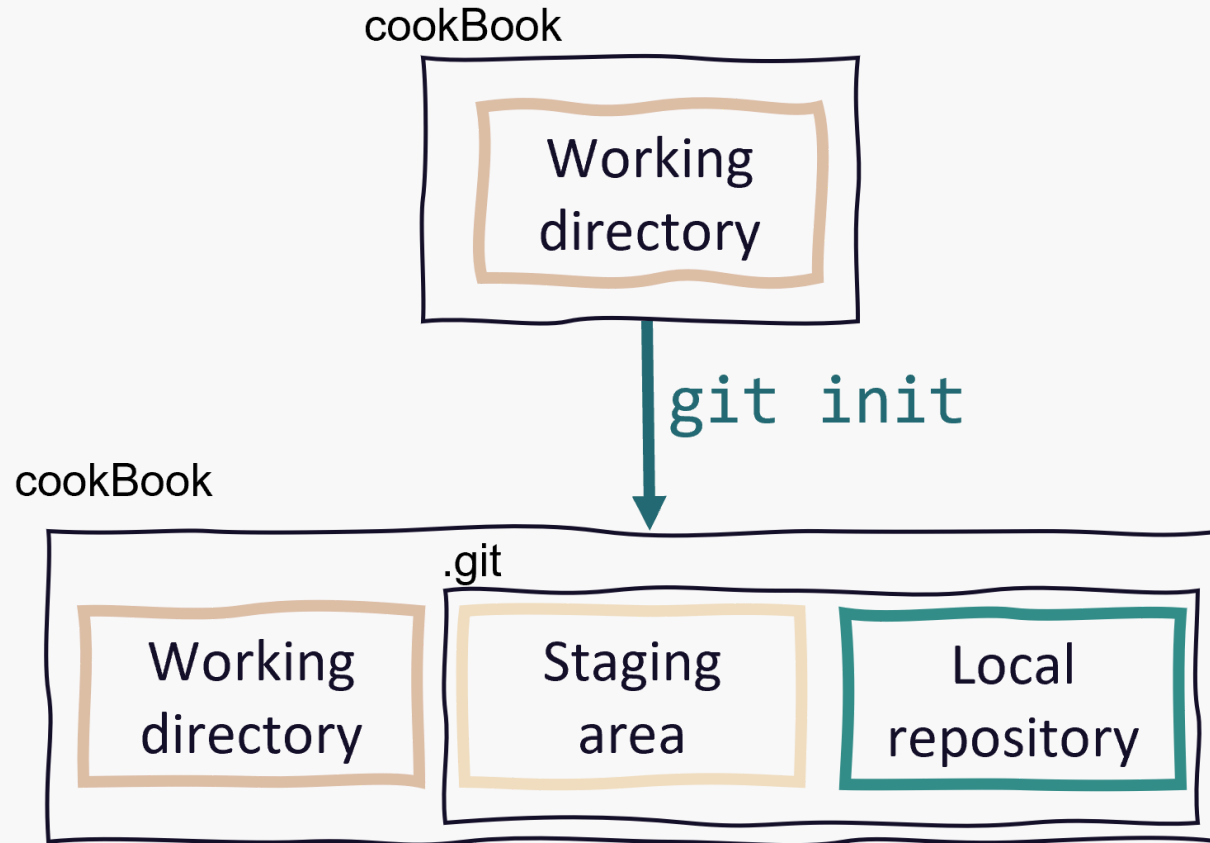 cookBook
Working
directory
git init
cookBook
.git
Working
directory
Staging
area
Local
repository